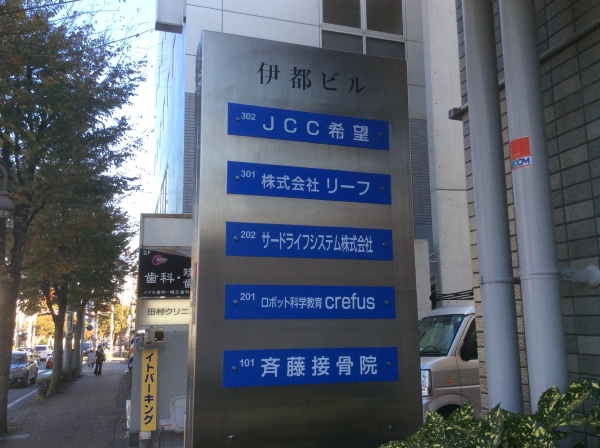 伊都ビル
302 JCC希望
301 株式会社 リーフ
202 サードライフシステム株式会社
201 ロボット科学教育 crefus
101 斉藤接骨院
2F
歯科・矯
歯
田村クリニ
イトパーキング